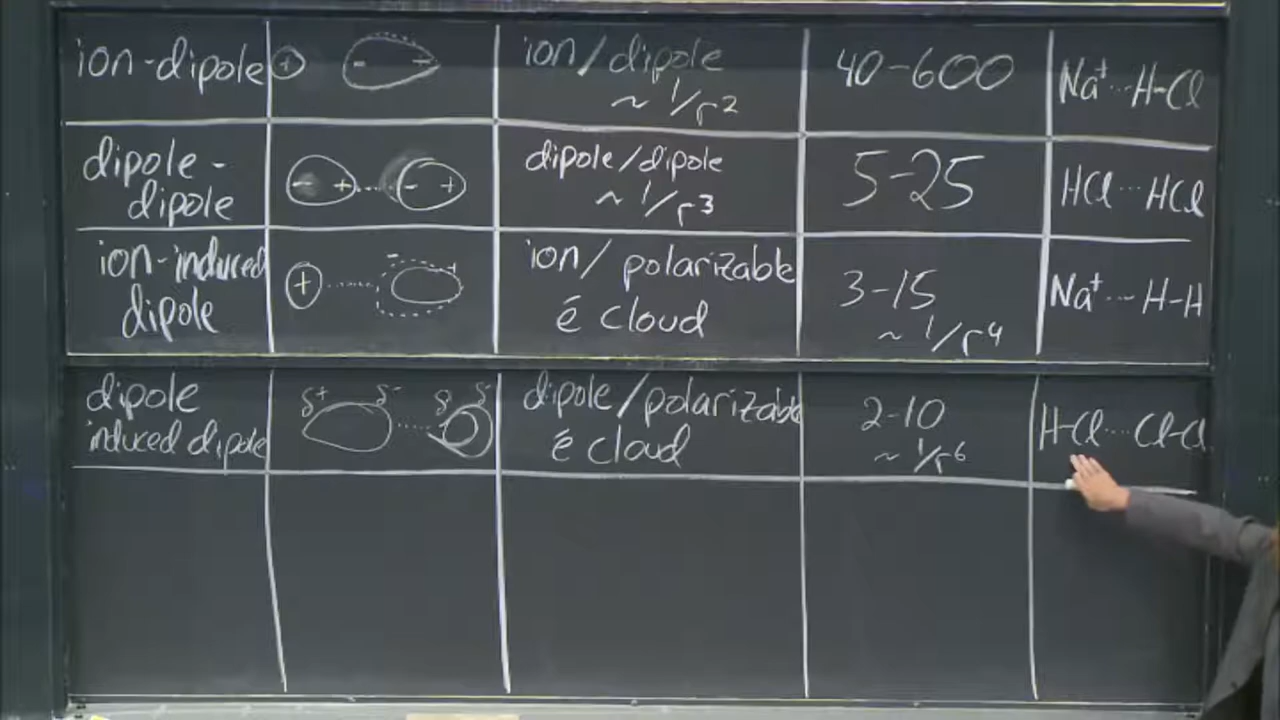 ion-dipole + - + ion/dipole 40-600 Na⁺...H-Cl
~ 1/r²
dipole- - +...- + dipole/dipole 5-25 HCl...HCl
dipole ~ 1/r³
ion-induced + ...... - + ion/polarizable 3-15 Na⁺...H-H
dipole é cloud ~ 1/r⁴
dipole δ⁺ δ⁻ .... δ δ⁻ dipole/polarizable 2-10 H-Cl...Cl-Cl
induced dipole é cloud ~ 1/r⁶